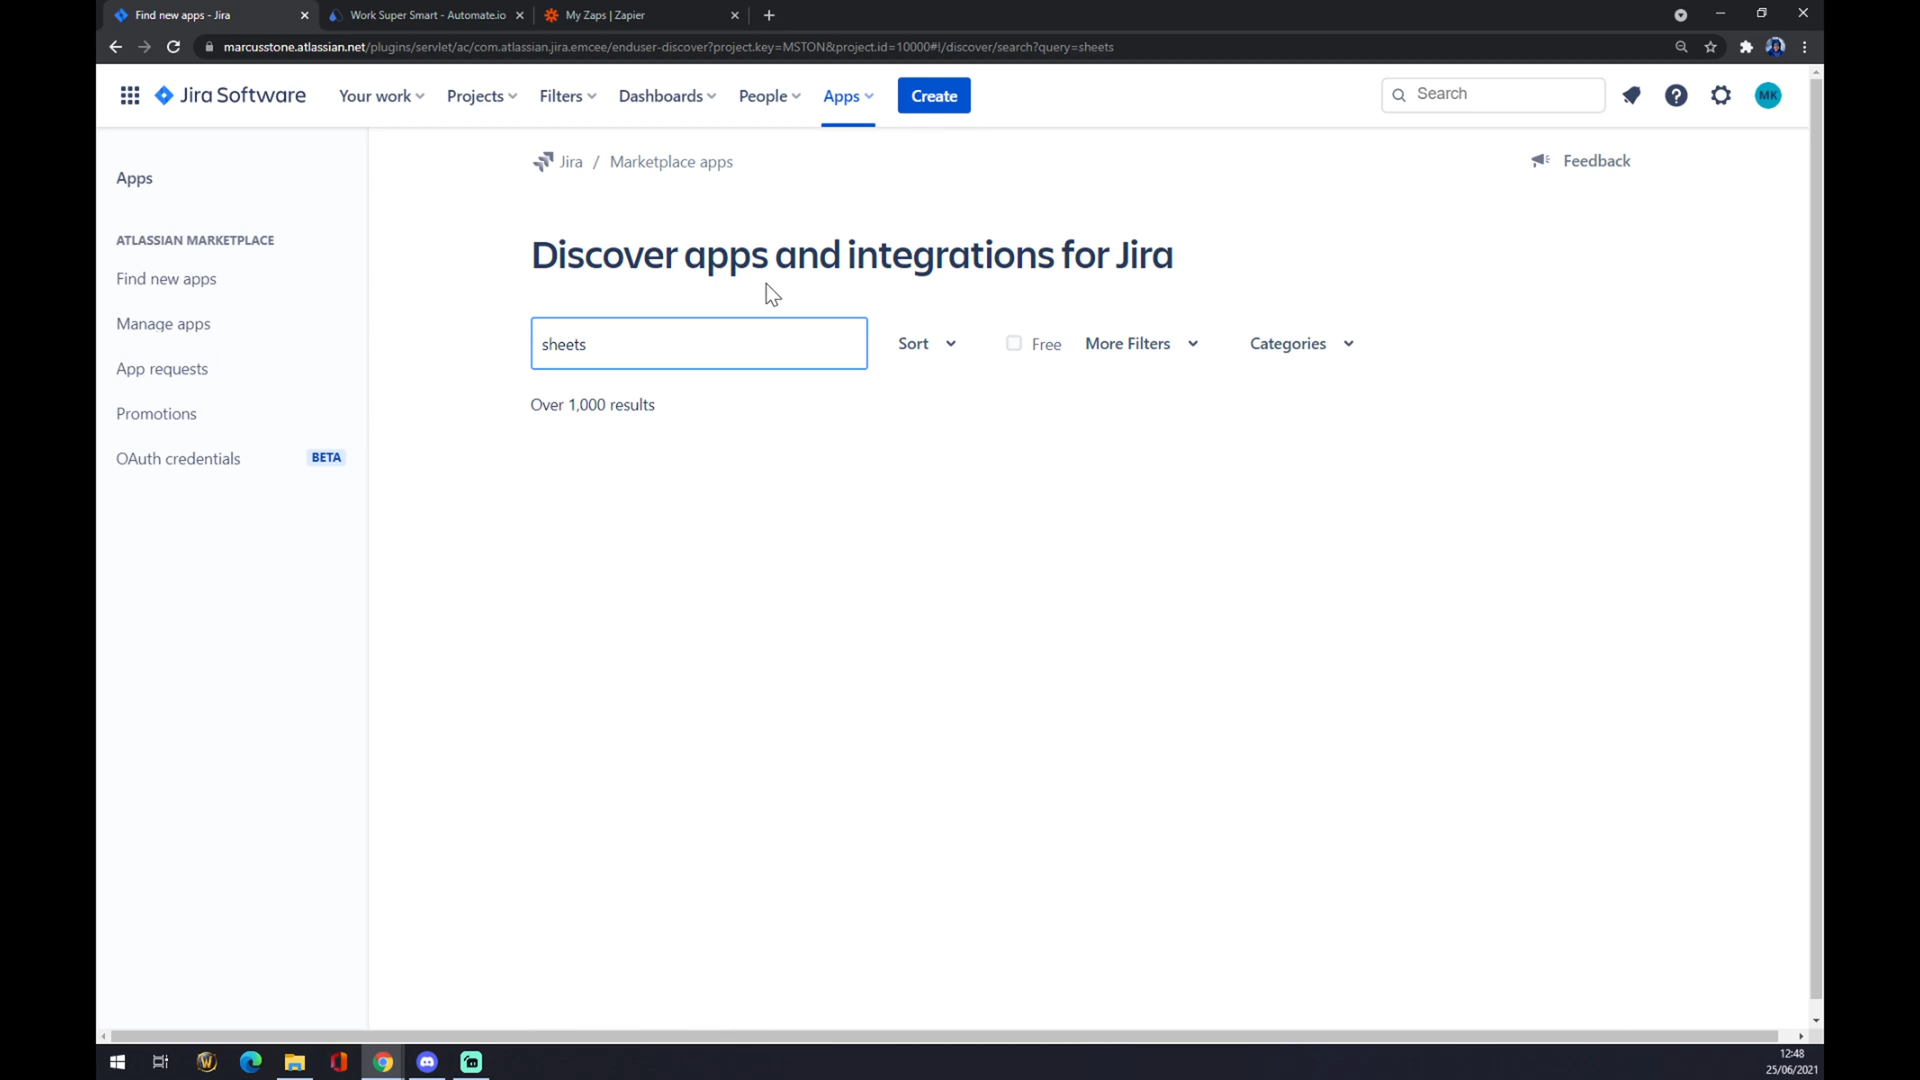 Find new apps - Jira
Work Super Smart - Automate.io
My Zaps | Zapier
marcusstone.atlassian.net/plugins/servlet/ac/com.atlassian.jira.emcee/enduser-discover?project.key=MSTON&project.id=10000#!/discover/search?query=sheets
Jira Software
Your work
Projects
Filters
Dashboards
People
Apps
Create
Search
MK
Apps
ATLASSIAN MARKETPLACE
Find new apps
Manage apps
App requests
Promotions
OAuth credentials BETA
Jira / Marketplace apps
Feedback
Discover apps and integrations for Jira
sheets
Sort
Free
More Filters
Categories
Over 1,000 results
12:48
25/06/2021